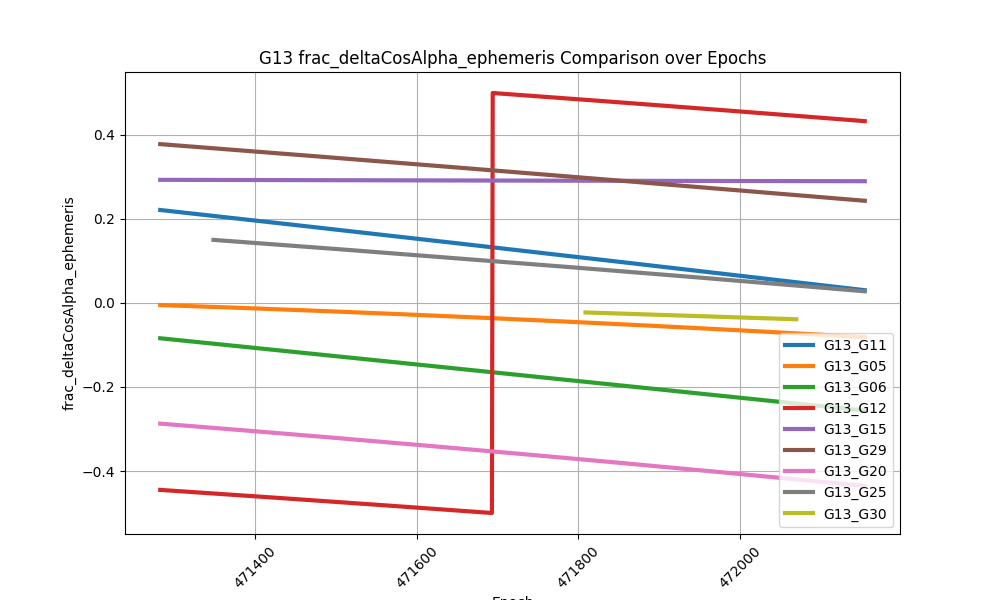 G13 frac_deltaCosAlpha_ephemeris Comparison over Epochs
frac_deltaCosAlpha_ephemeris
0.4
0.2
0.0
−0.2
−0.4
G13_G11
G13_G05
G13_G06
G13_G12
G13_G15
G13_G29
G13_G20
G13_G25
G13_G30
471400
471600
471800
472000
Epoch